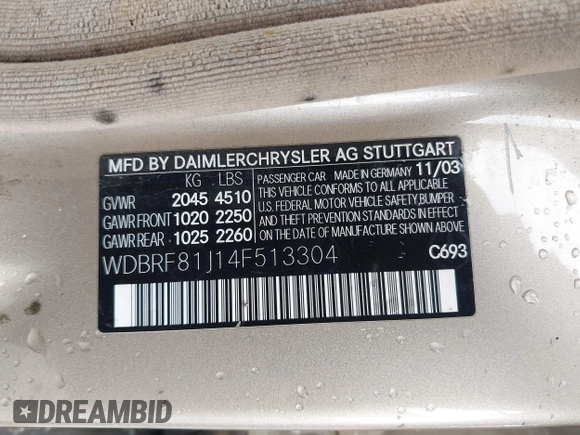 MFD BY DAIMLERCHRYSLER AG STUTTGART
KG LBS
GVWR 2045 4510
GAWR FRONT 1020 2250
GAWR REAR 1025 2260
PASSENGER CAR MADE IN GERMANY 11/03
THIS VEHICLE CONFORMS TO ALL APPLICABLE
U.S. FEDERAL MOTOR VEHICLE SAFETY,BUMPER,
AND THEFT PREVENTION STANDARDS IN EFFECT
ON THE DATE OF MANUFACTURE SHOWN ABOVE.
WDBRF81J14F513304
C693
DREAMBID